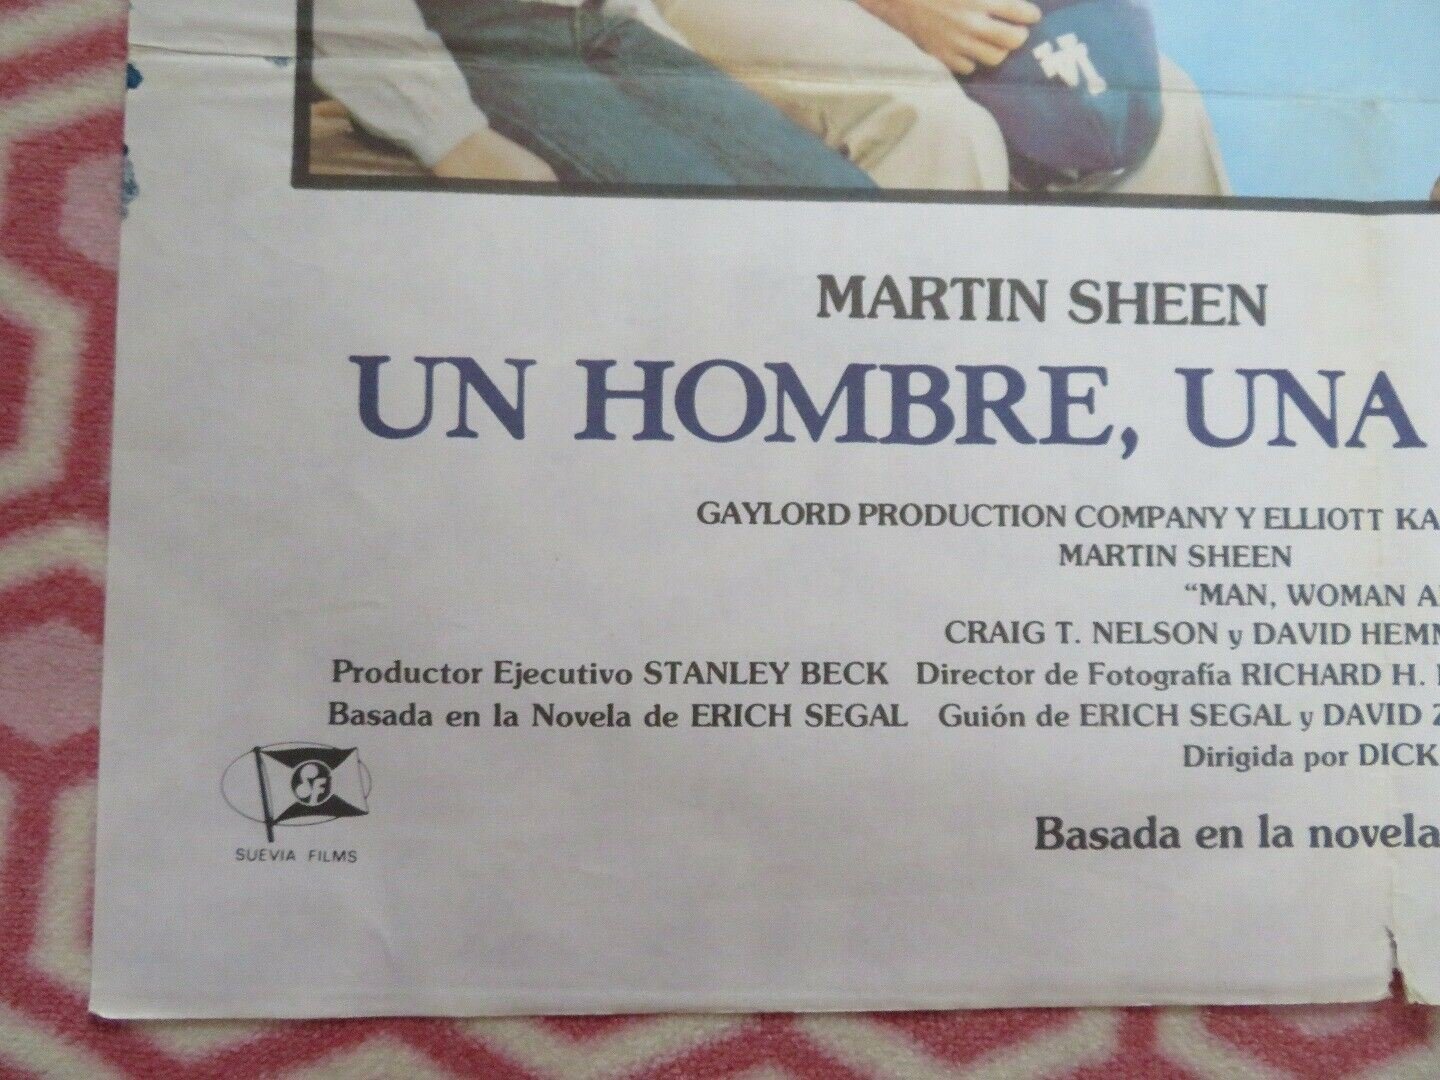 MARTIN SHEEN
UN HOMBRE, UNA
GAYLORD PRODUCTION COMPANY Y ELLIOTT KA
MARTIN SHEEN
“MAN, WOMAN A
CRAIG T. NELSON y DAVID HEMM
Productor Ejecutivo STANLEY BECK Director de Fotografía RICHARD H.
Basada en la Novela de ERICH SEGAL Guión de ERICH SEGAL y DAVID Z
Dirigida por DICK
Basada en la novela
SF
SUEVIA FILMS